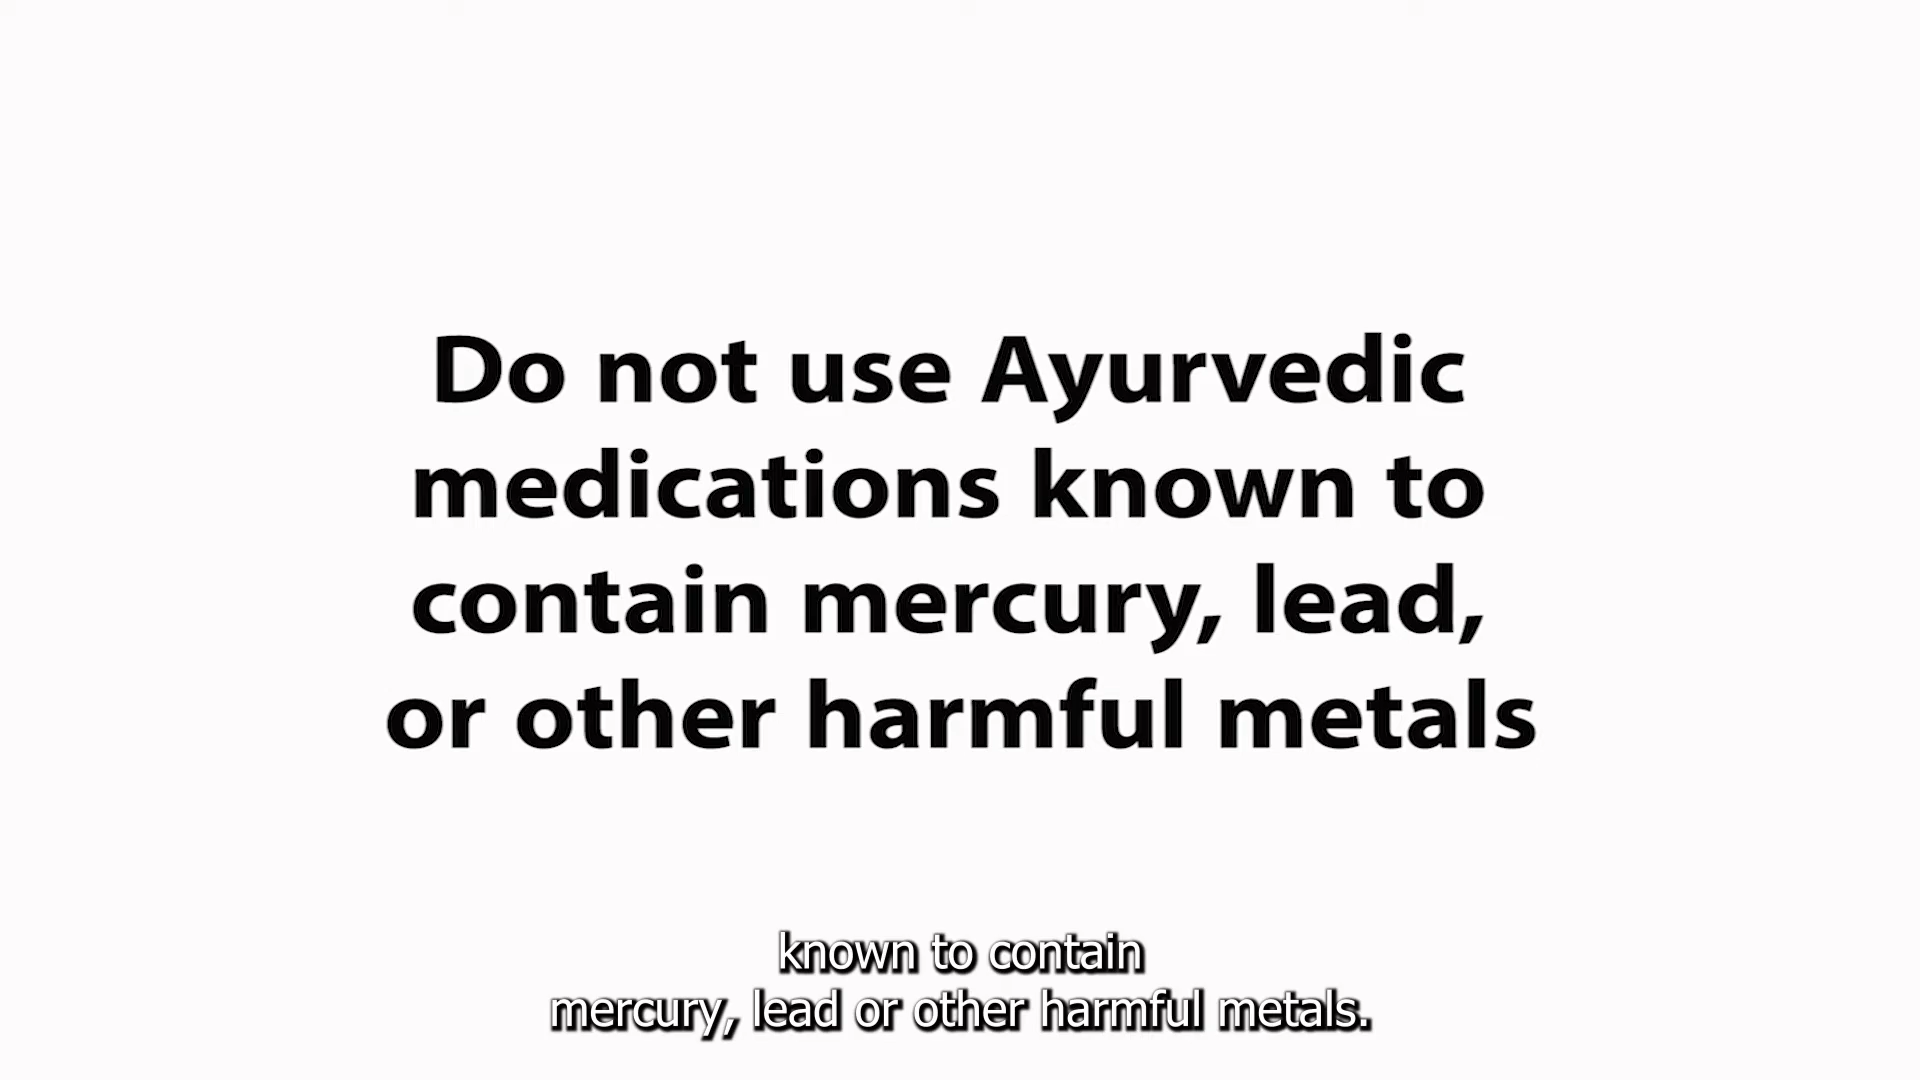 Do not use Ayurvedic
medications known to
contain mercury, lead,
or other harmful metals
known to contain
mercury, lead or other harmful metals.